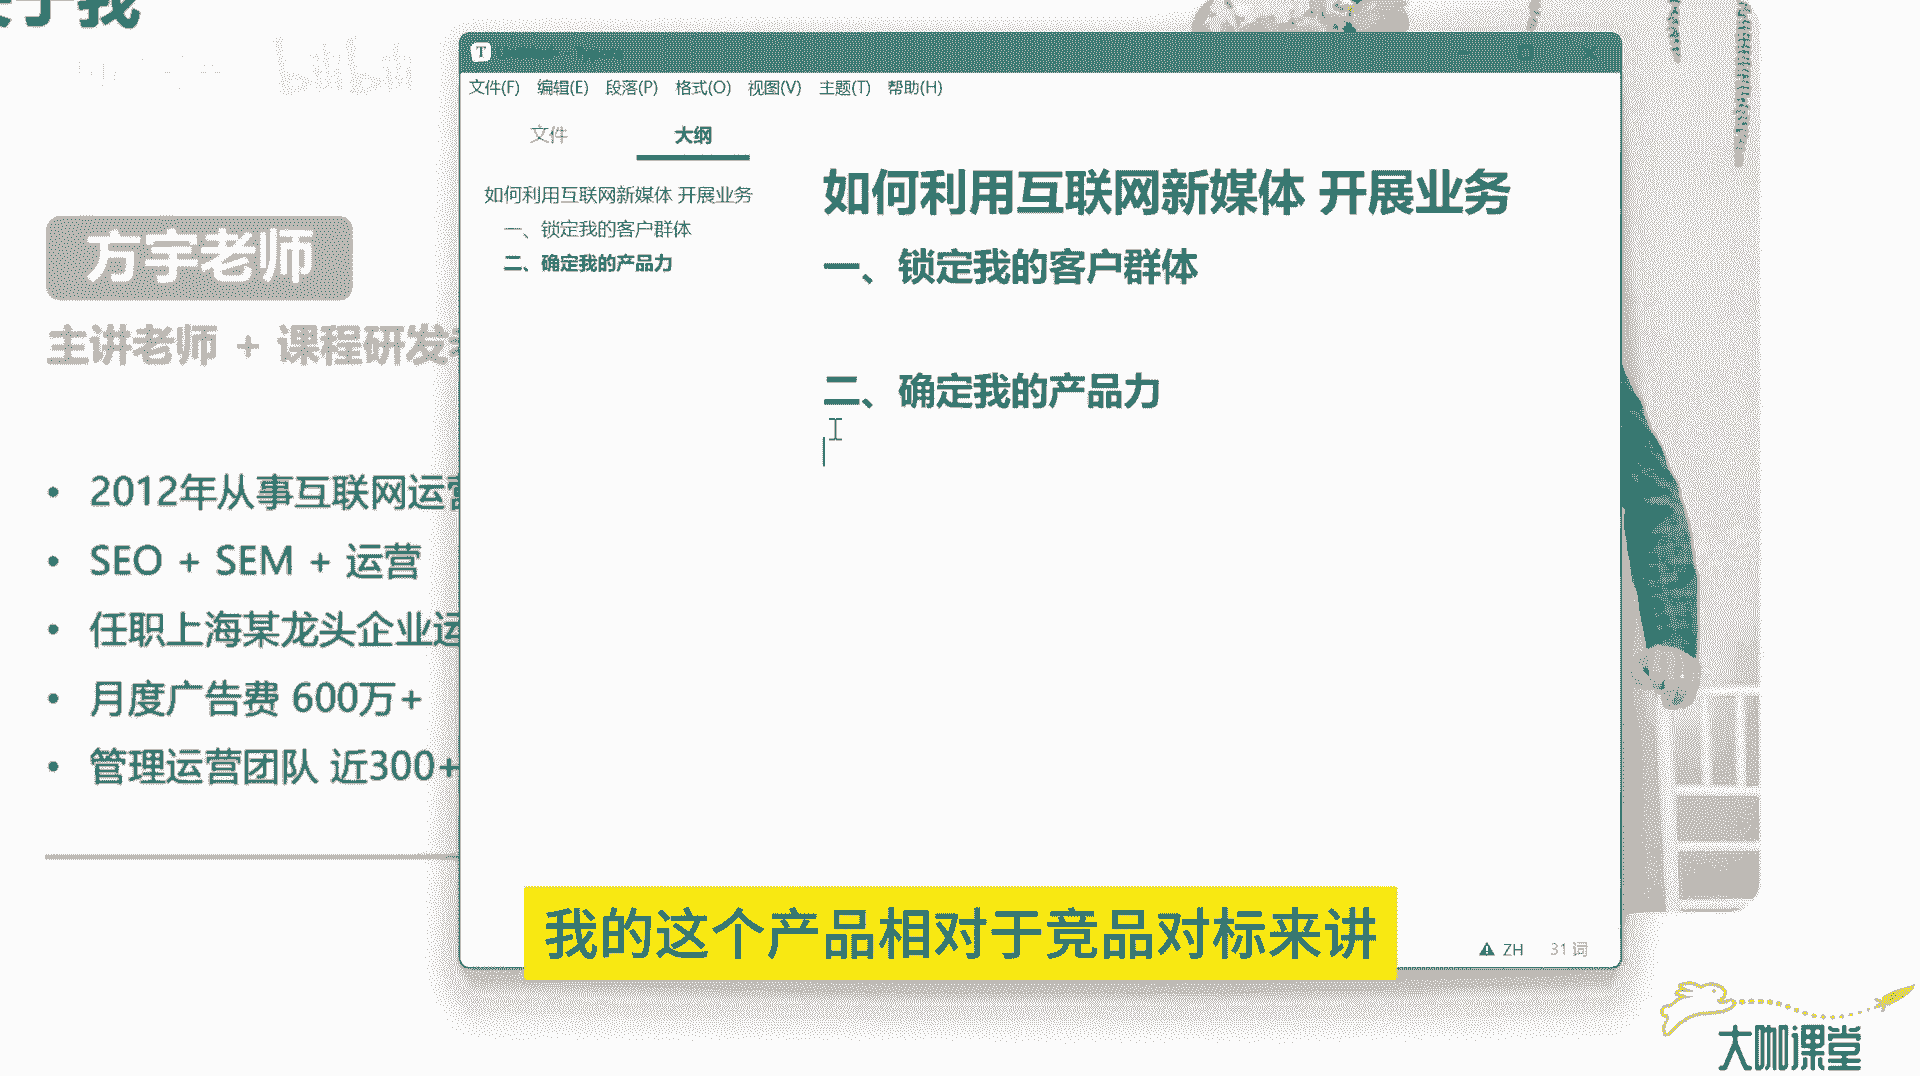 关于我
bilibili
方宇老师
主讲老师 + 课程研发
2012年从事互联网运营
SEO + SEM + 运营
任职上海某龙头企业运
月度广告费 600万+
管理运营团队 近300+
T
文件(F) 编辑(E) 段落(P) 格式(O) 视图(V) 主题(T) 帮助(H)
文件 大纲
如何利用互联网新媒体 开展业务
一、锁定我的客户群体
二、确定我的产品力
如何利用互联网新媒体 开展业务
一、锁定我的客户群体
二、确定我的产品力
ZH 31 词
我的这个产品相对于竞品对标来讲
大咖课堂